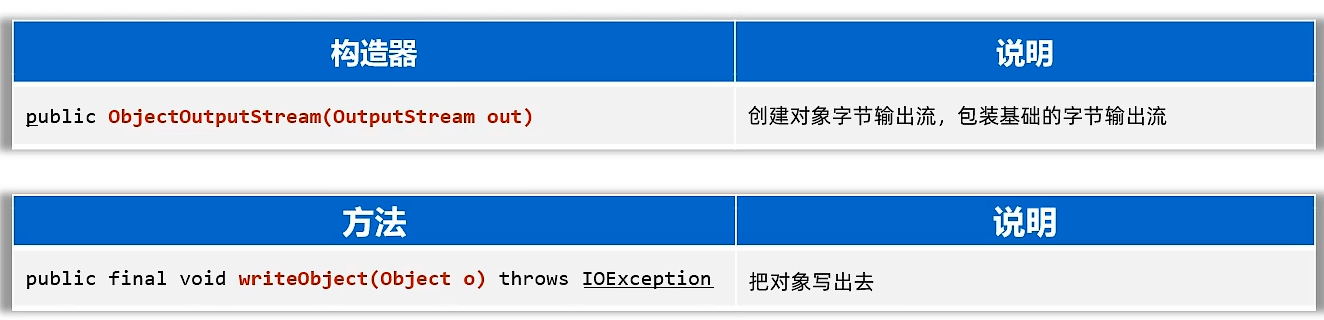 构造器 说明
public ObjectOutputStream(OutputStream out) 创建对象字节输出流，包装基础的字节输出流
方法 说明
public final void writeObject(Object o) throws IOException 把对象写出去